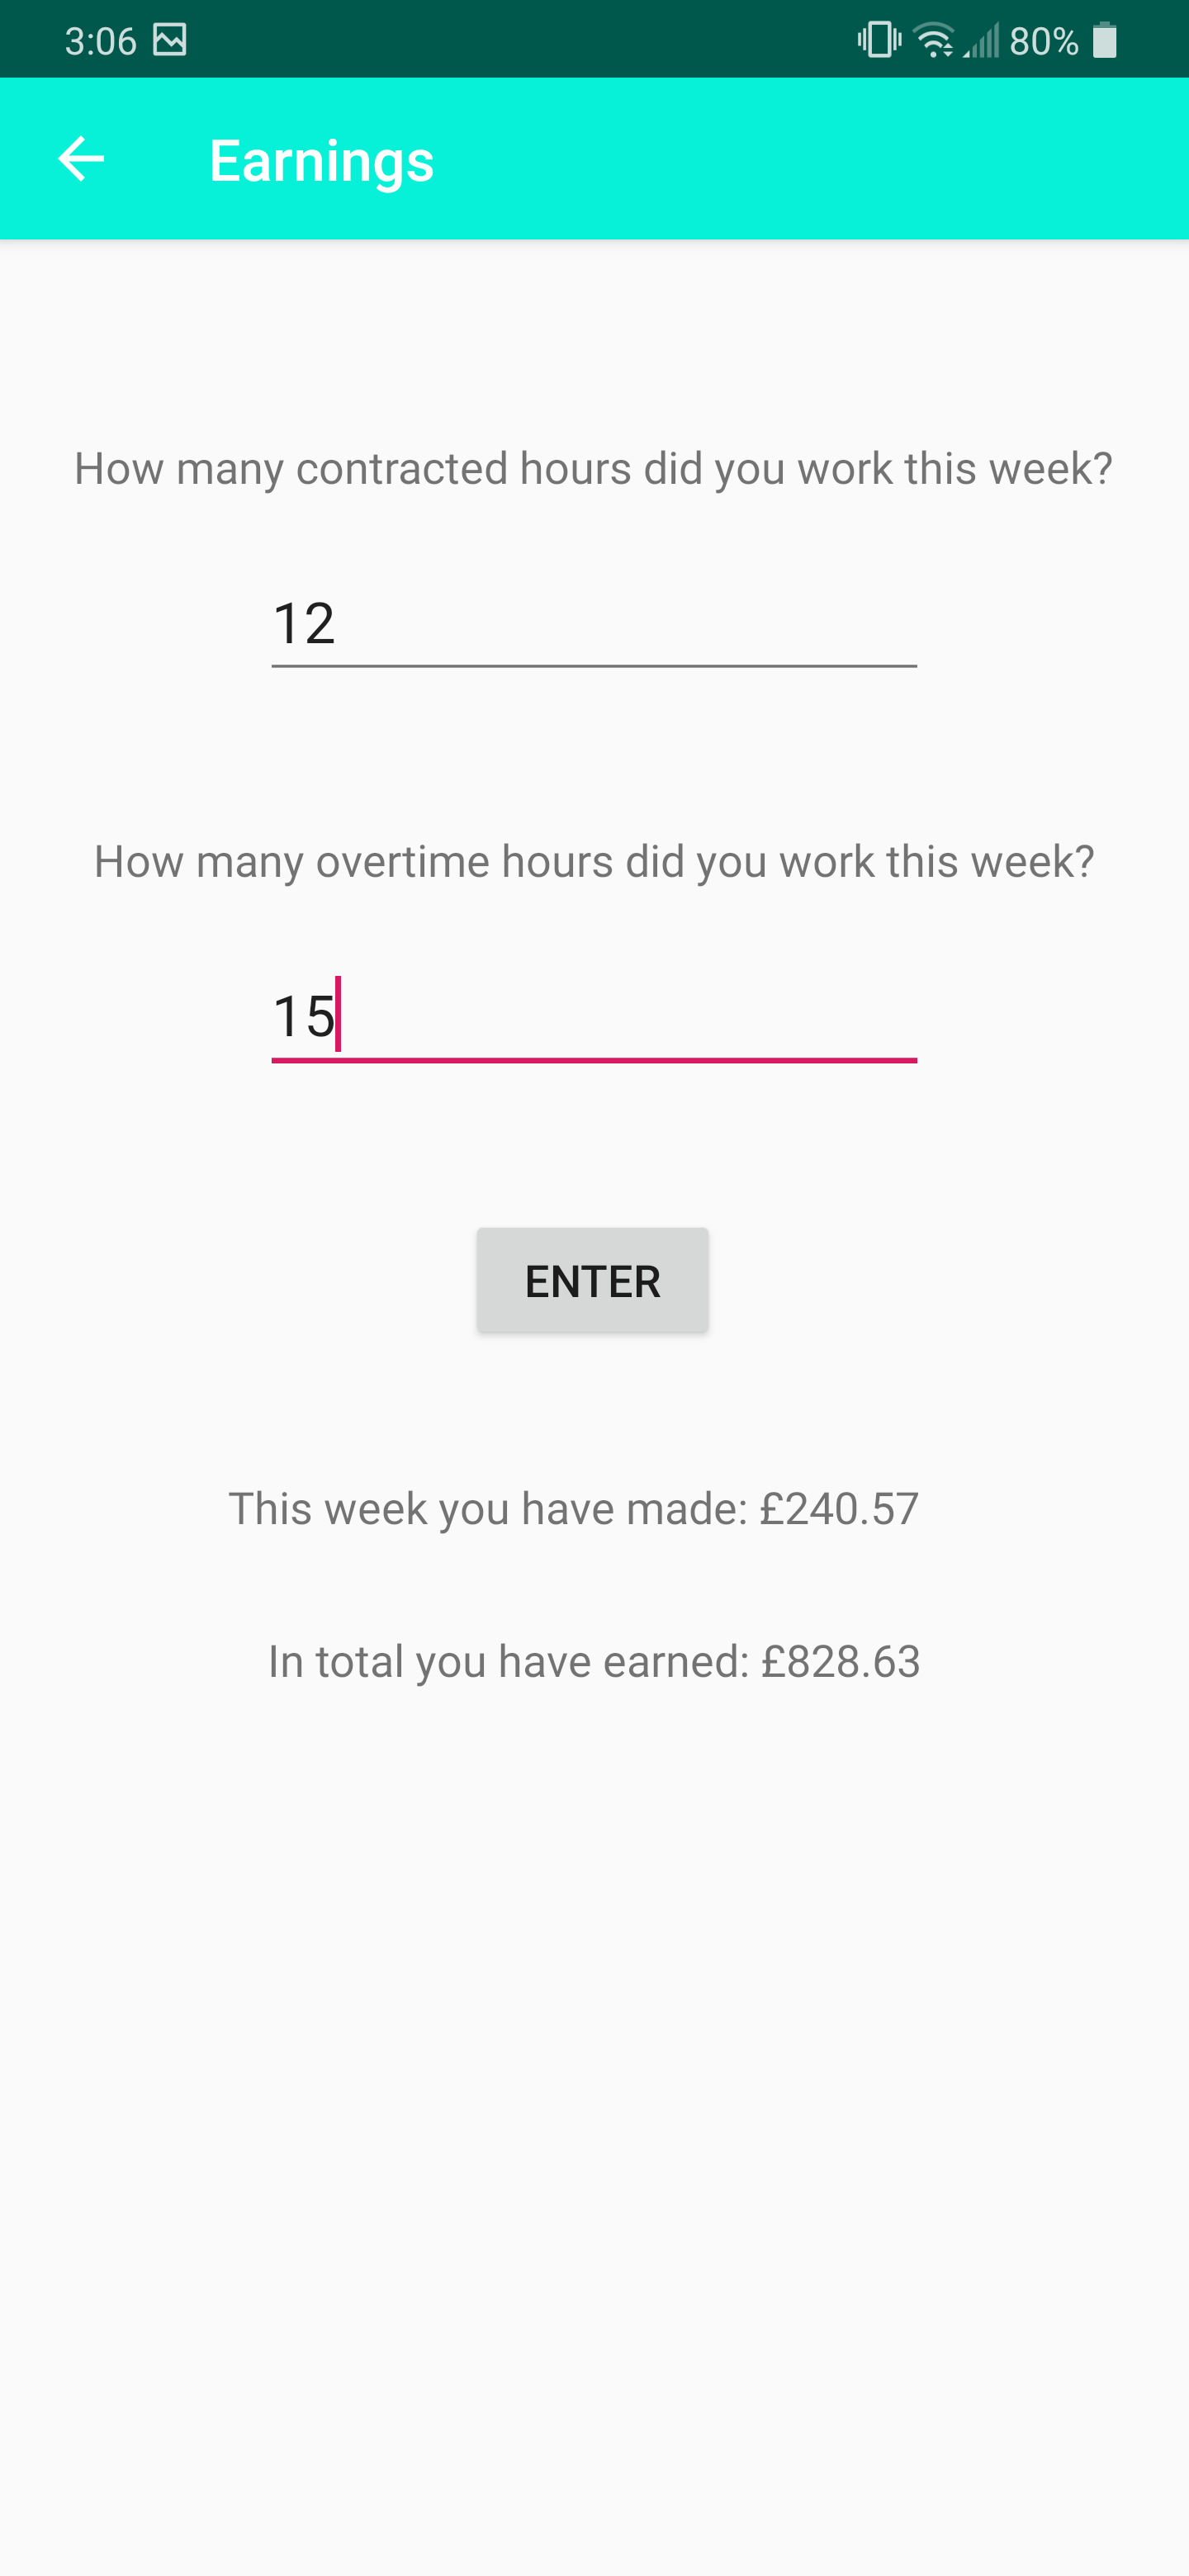 3:06 80%
Earnings
How many contracted hours did you work this week?
12
How many overtime hours did you work this week?
15
ENTER
This week you have made: £240.57
In total you have earned: £828.63